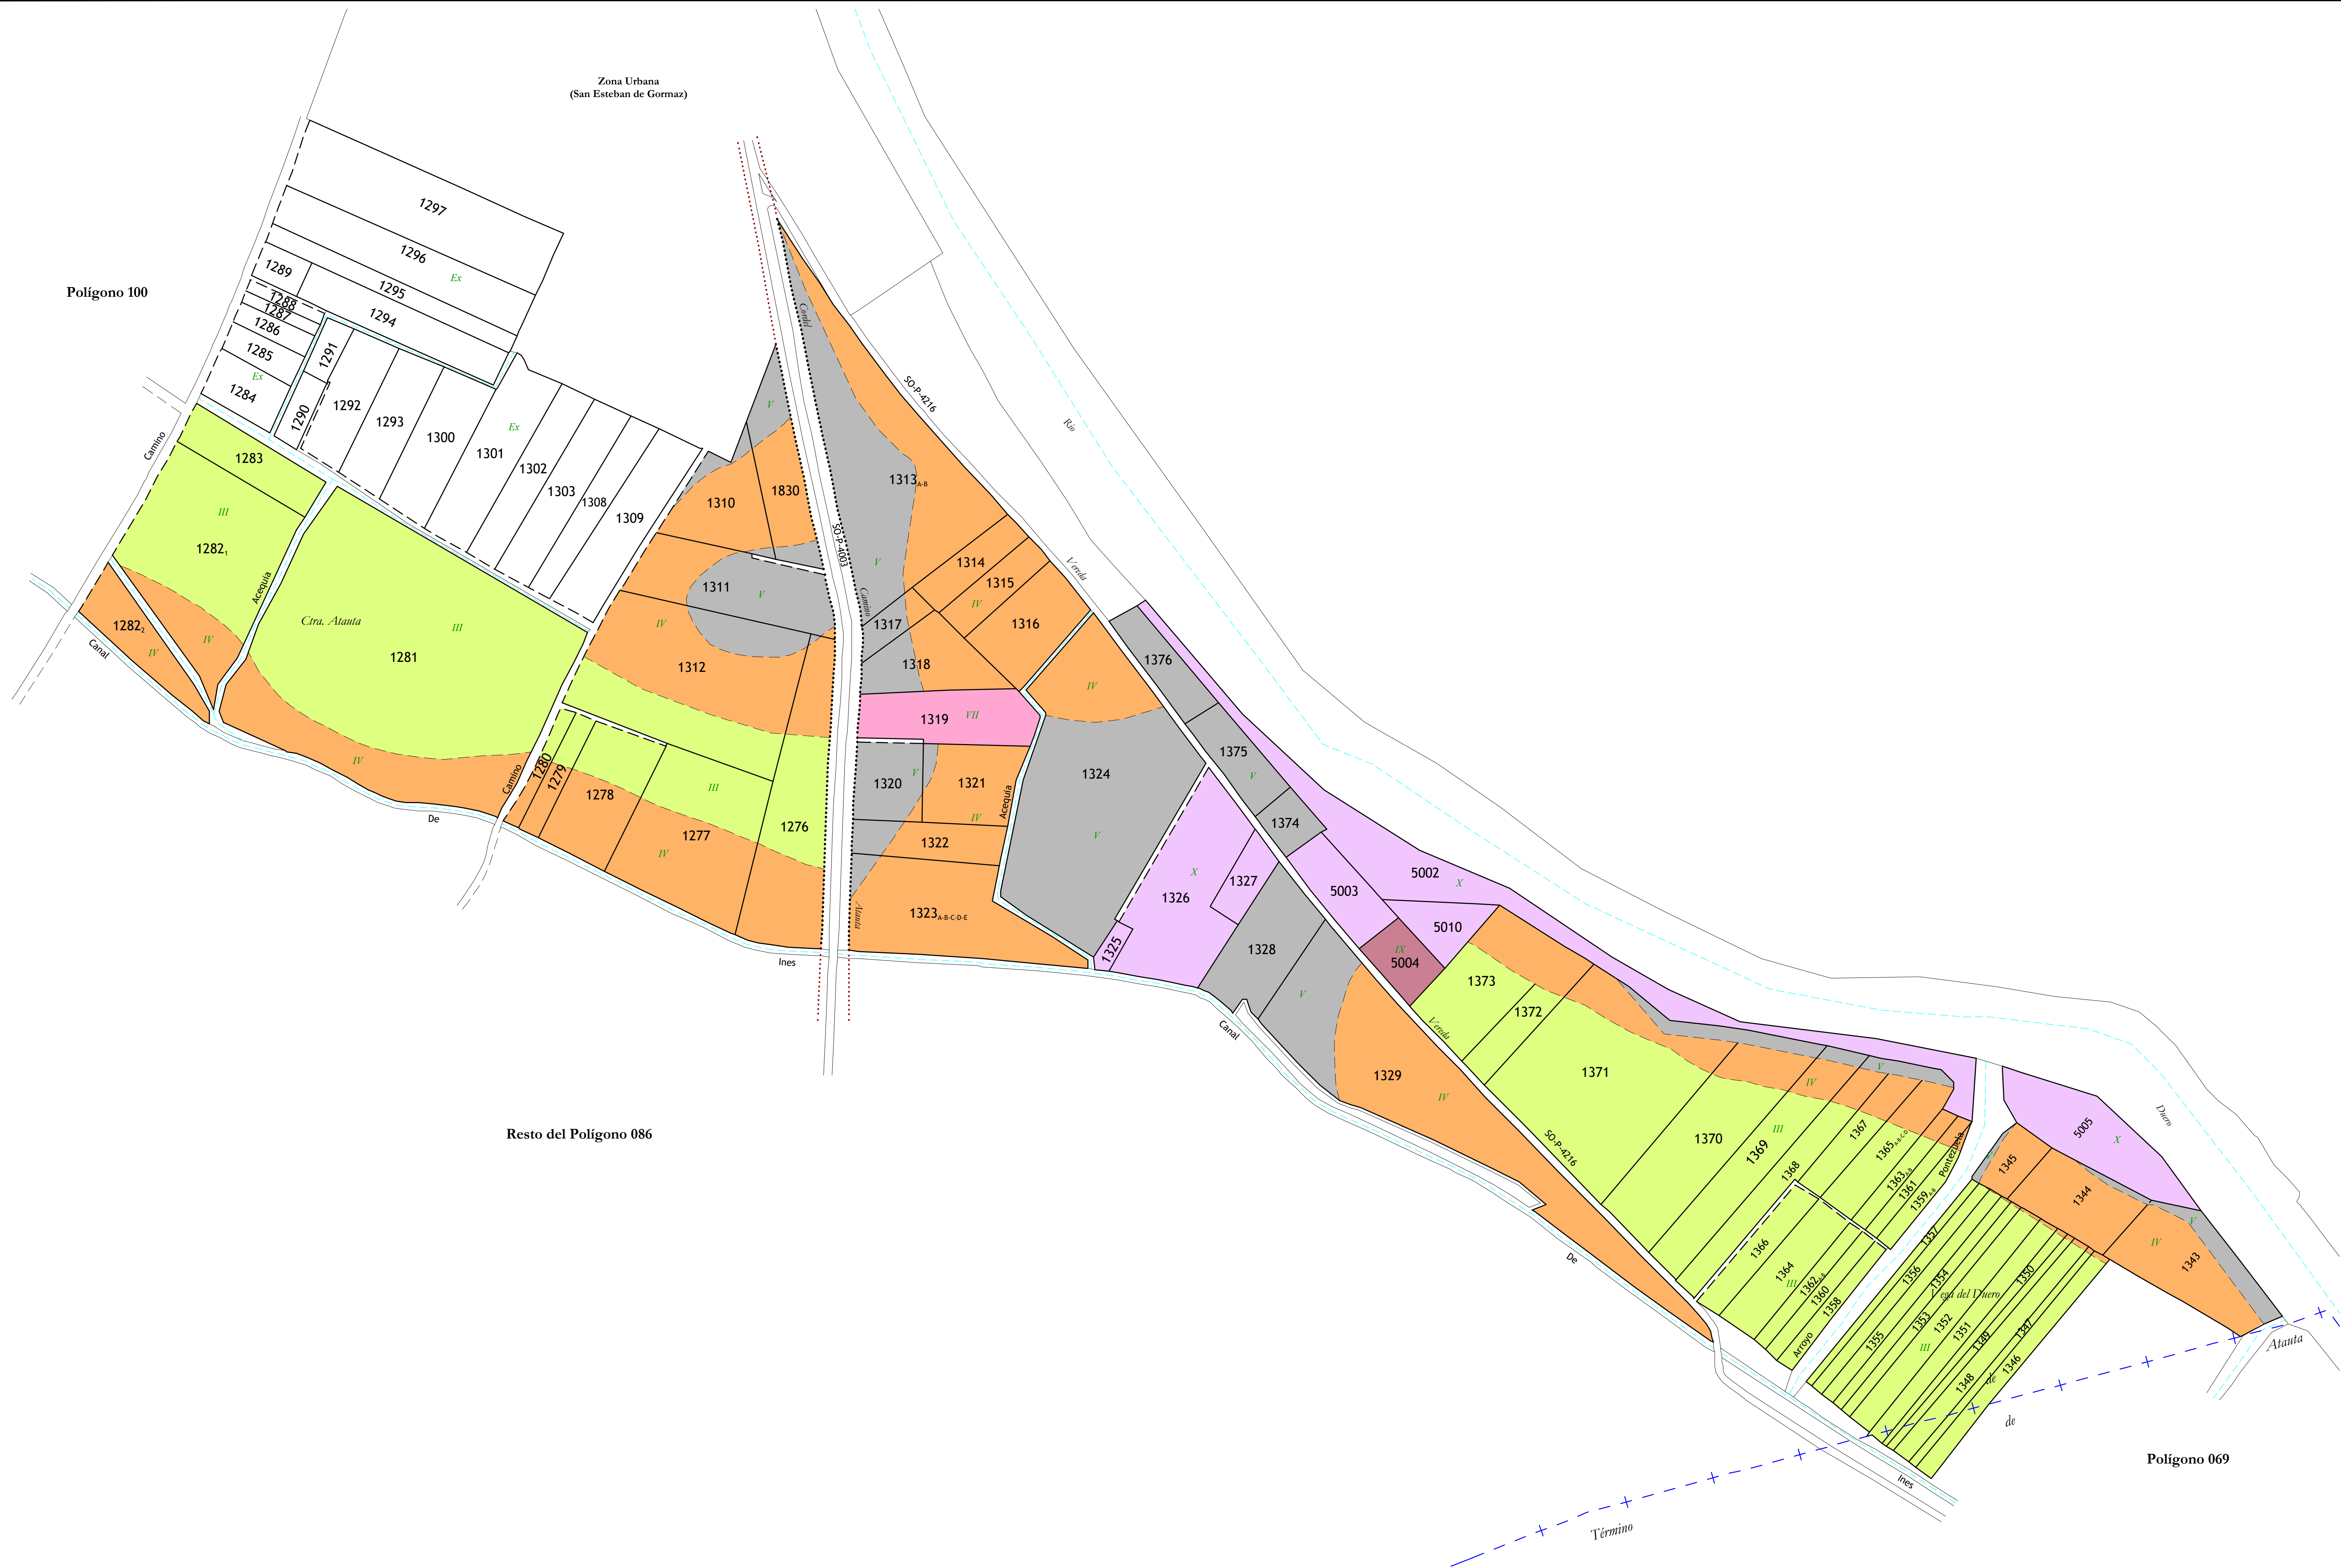 Zona Urbana
(San Esteban de Gormaz)
Polígono 100
1297
1296
Ex
1289
1295
1288
1287
1294
1286
1285
Ex
1284
1291
1290
1292
1293
1300
Ex
1301
1302
1303
1308
1309
Camino
1283
III
1282₁
Acequia
1282₂
IV
IV
Canal
Ctra. Atauta
III
1281
IV
De
Camino
Cordel
V
1310
1830
1311
V
IV
1312
SO-P-4003
Camino
1280
1279
1278
III
1277
IV
1276
Ines
SO-P-4216
Río
1313A-B
V
1314
1315
IV
1316
1317
1318
Vereda
1319
VII
1320
V
1321
IV
Acequia
1322
1323A-B-C-D-E
Atauta
IV
1324
V
1376
1375
V
1374
X
1326
1327
1325
1328
V
Canal
5002
X
5003
5010
IX
5004
1329
IV
Vereda
1373
1372
1371
SO-P-4216
De
1370
III
1369
1368
1367
IV
V
1365A-B-C-D
1363A-B
1361
1359A-B
Pontezuela
1366
1364
III
1362A-B
1360
1358
Arroyo
5005
X
Duero
V
1345
1344
IV
V
1343
1357
1356
1354
1355
1353
1352
1351
1350
1349
1348
1347
1346
Vega del Duero
III
Ines
Resto del Polígono 086
Polígono 069
Término
de
de
Atauta